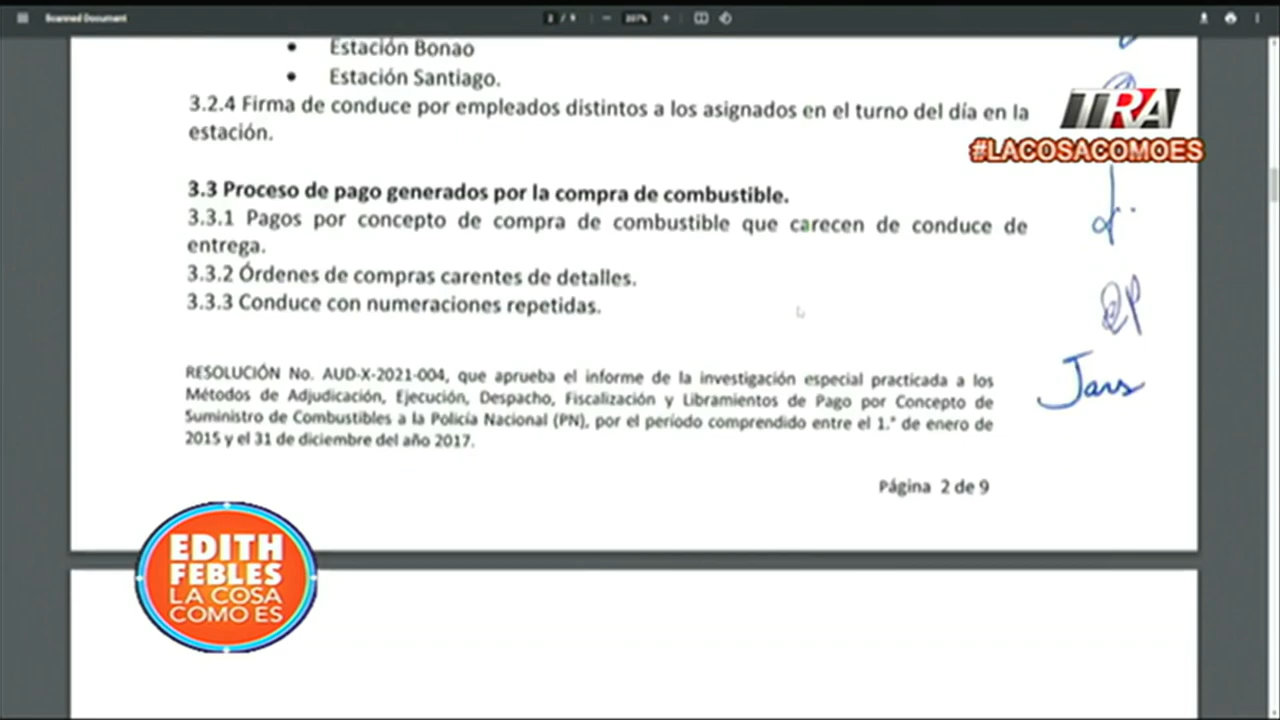 Scanned Document
2 / 9
207%
Estación Bonao
Estación Santiago.
3.2.4 Firma de conduce por empleados distintos a los asignados en el turno del día en la
estación.
TRA
#LACOSACOMOES
3.3 Proceso de pago generados por la compra de combustible.
3.3.1 Pagos por concepto de compra de combustible que carecen de conduce de
entrega.
3.3.2 Órdenes de compras carentes de detalles.
3.3.3 Conduce con numeraciones repetidas.
RESOLUCIÓN No. AUD-X-2021-004, que aprueba el informe de la investigación especial practicada a los
Métodos de Adjudicación, Ejecución, Despacho, Fiscalización y Libramientos de Pago por Concepto de
Suministro de Combustibles a la Policía Nacional (PN), por el período comprendido entre el 1.° de enero de
2015 y el 31 de diciembre del año 2017.
Página 2 de 9
EDITH
FEBLES
LA COSA
COMO ES